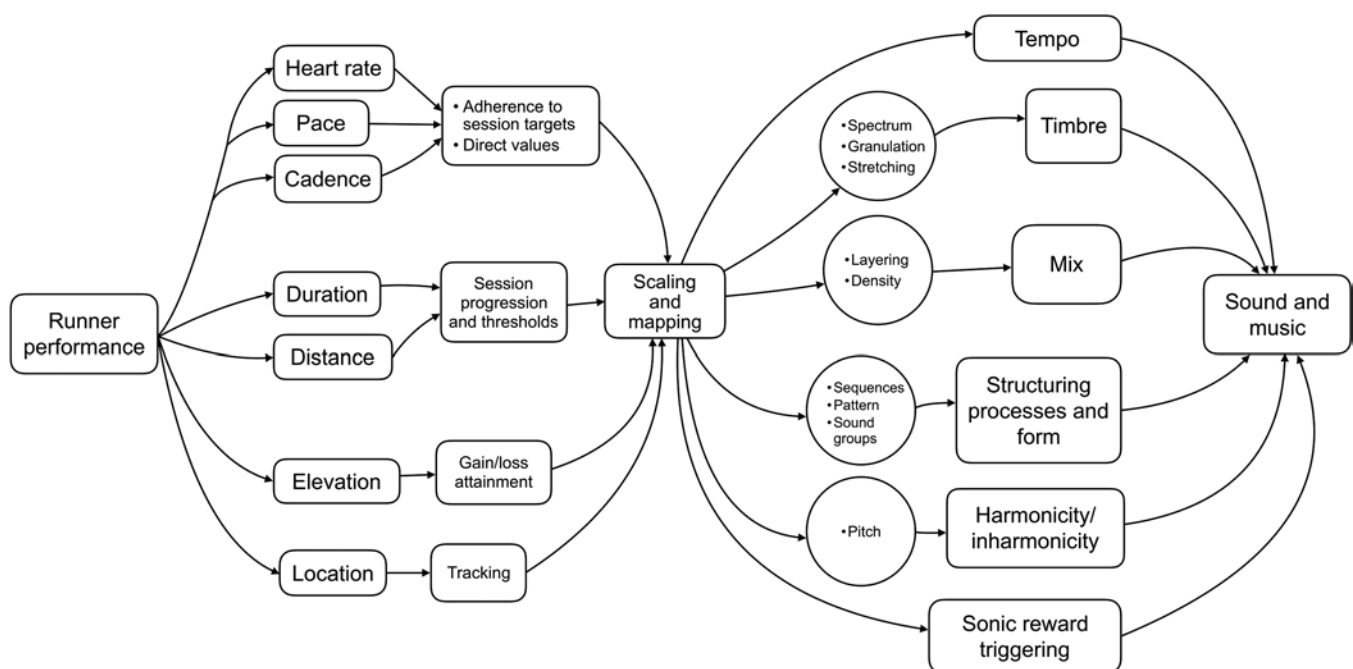 Runner
performance
Heart rate
Pace
Cadence
Duration
Distance
Elevation
Location
• Adherence to
session targets
• Direct values
Session
progression
and thresholds
Gain/loss
attainment
Tracking
Scaling
and
mapping
• Spectrum
• Granulation
• Stretching
• Layering
• Density
• Sequences
• Pattern
• Sound
groups
• Pitch
Tempo
Timbre
Mix
Structuring
processes and
form
Harmonicity/
inharmonicity
Sonic reward
triggering
Sound and
music